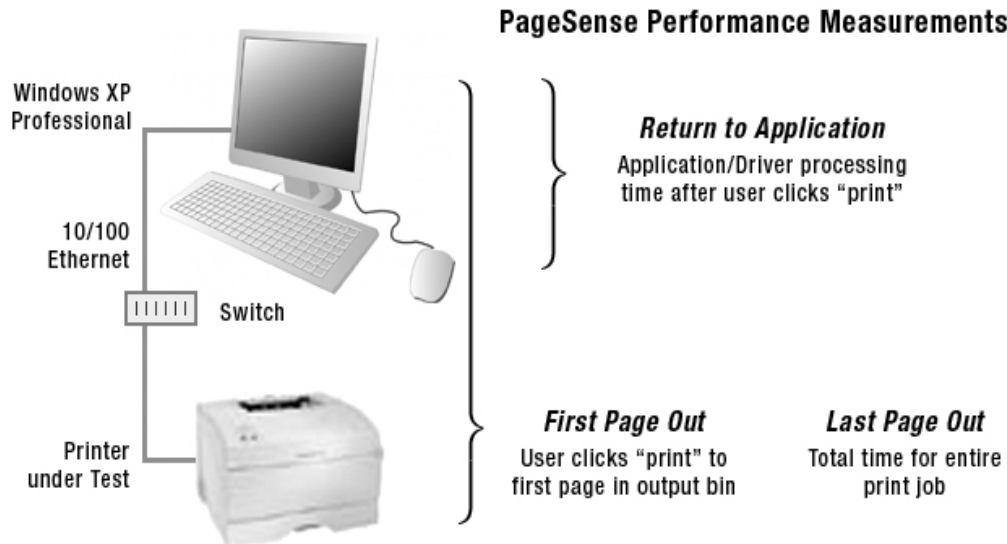 PageSense Performance Measurements
Windows XP
Professional
Return to Application
Application/Driver processing
time after user clicks “print”
10/100
Ethernet
Switch
Printer
under Test
First Page Out
User clicks “print” to
first page in output bin
Last Page Out
Total time for entire
print job